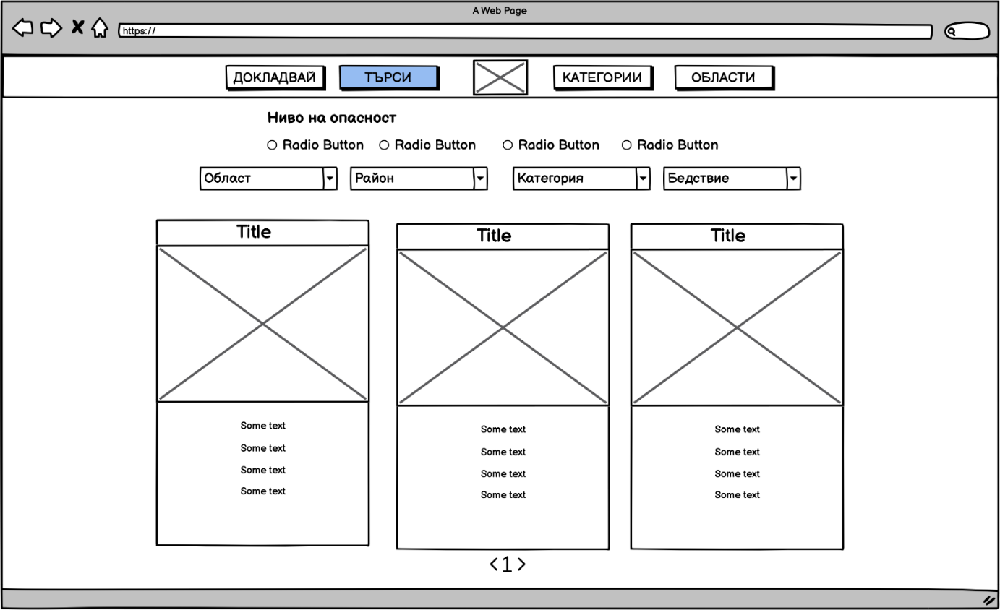 A Web Page
https://
ДОКЛАДВАЙ ТЪРСИ КАТЕГОРИИ ОБЛАСТИ
Ниво на опасност
Radio Button Radio Button Radio Button Radio Button
Област Район Категория Бедствие
Title Title Title
Some text Some text Some text
Some text Some text Some text
Some text Some text Some text
Some text Some text Some text
<1>